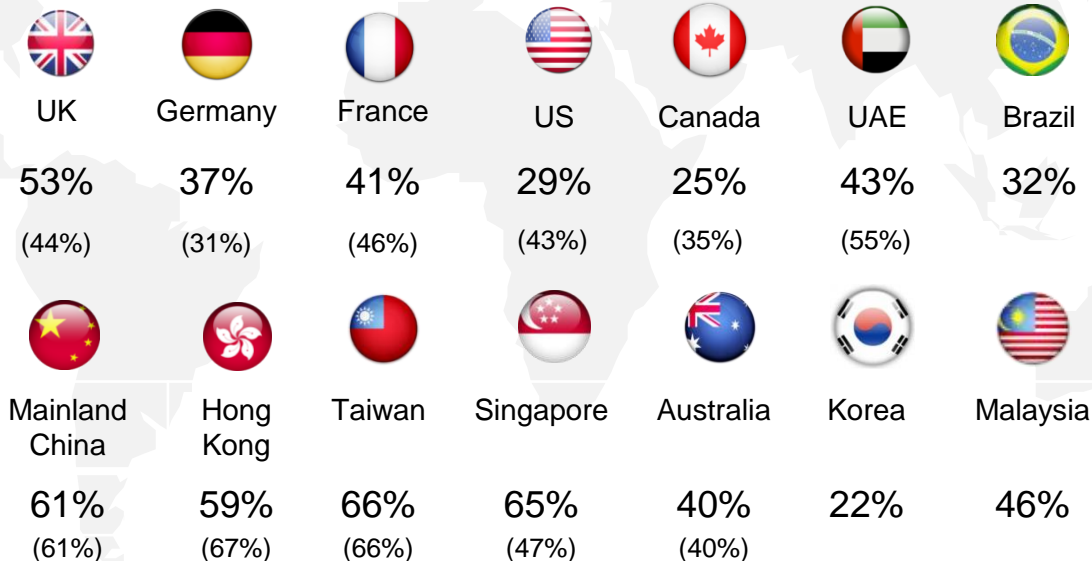 UK Germany France US Canada UAE Brazil
53% 37% 41% 29% 25% 43% 32%
(44%) (31%) (46%) (43%) (35%) (55%)
Mainland China Hong Kong Taiwan Singapore Australia Korea Malaysia
61% 59% 66% 65% 40% 22% 46%
(61%) (67%) (66%) (47%) (40%)